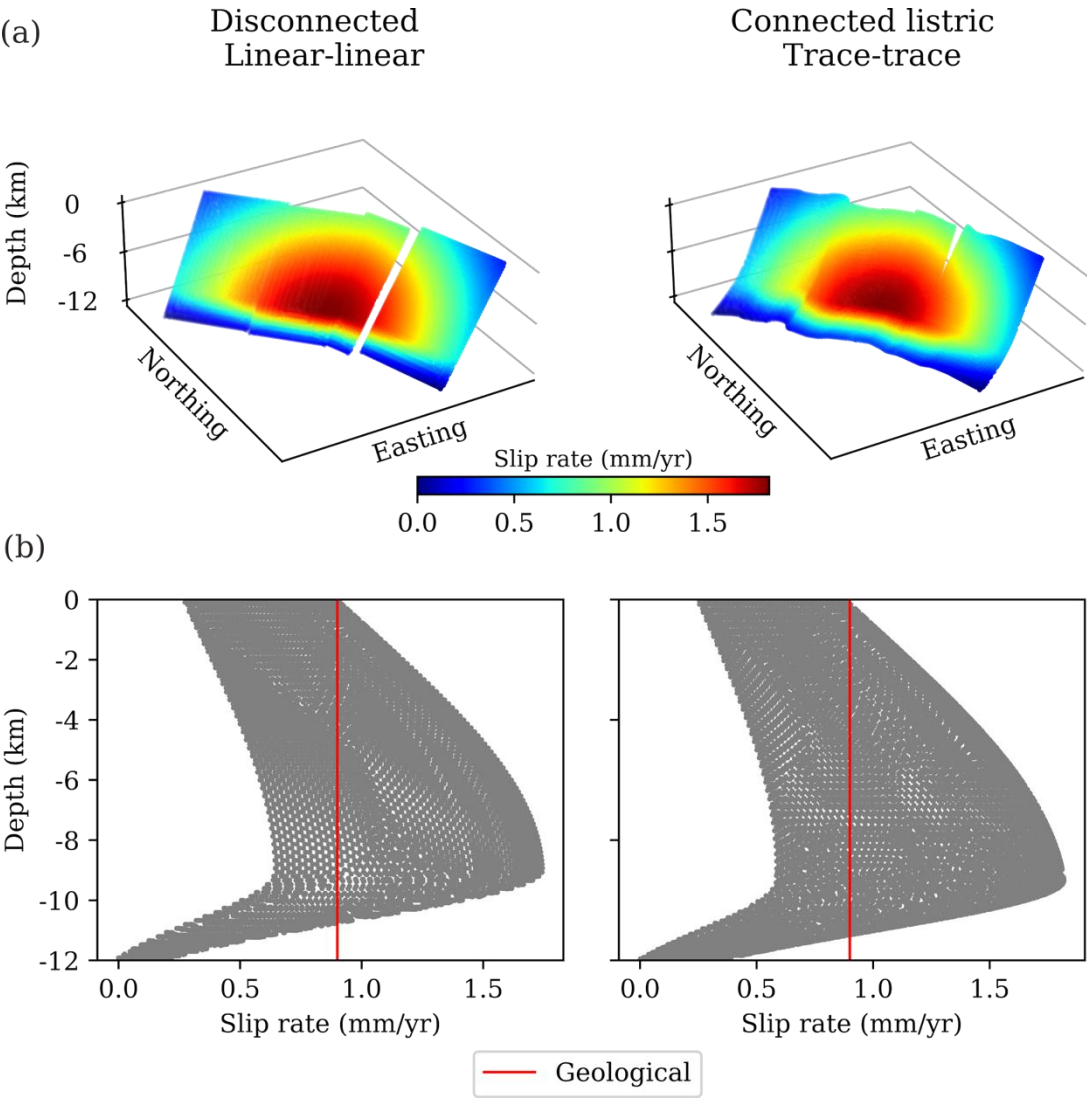 (a)
Disconnected
Linear-linear
Connected listric
Trace-trace
Depth (km)
0
-6
-12
Northing
Easting
Northing
Easting
Slip rate (mm/yr)
0.0 0.5 1.0 1.5
(b)
Depth (km)
0
-2
-4
-6
-8
-10
-12
0.0 0.5 1.0 1.5
Slip rate (mm/yr)
0.0 0.5 1.0 1.5
Slip rate (mm/yr)
Geological